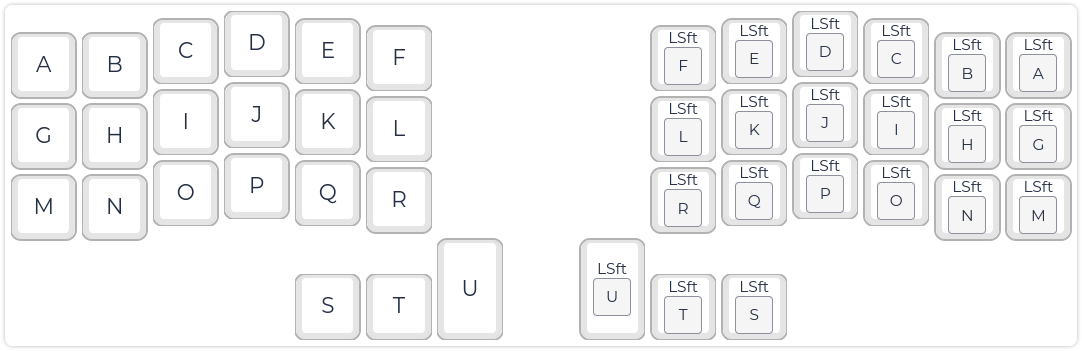 A B C D E F LSft F LSft E LSft D LSft C LSft B LSft A
G H I J K L LSft L LSft K LSft J LSft I LSft H LSft G
M N O P Q R LSft R LSft Q LSft P LSft O LSft N LSft M
S T U LSft U LSft T LSft S